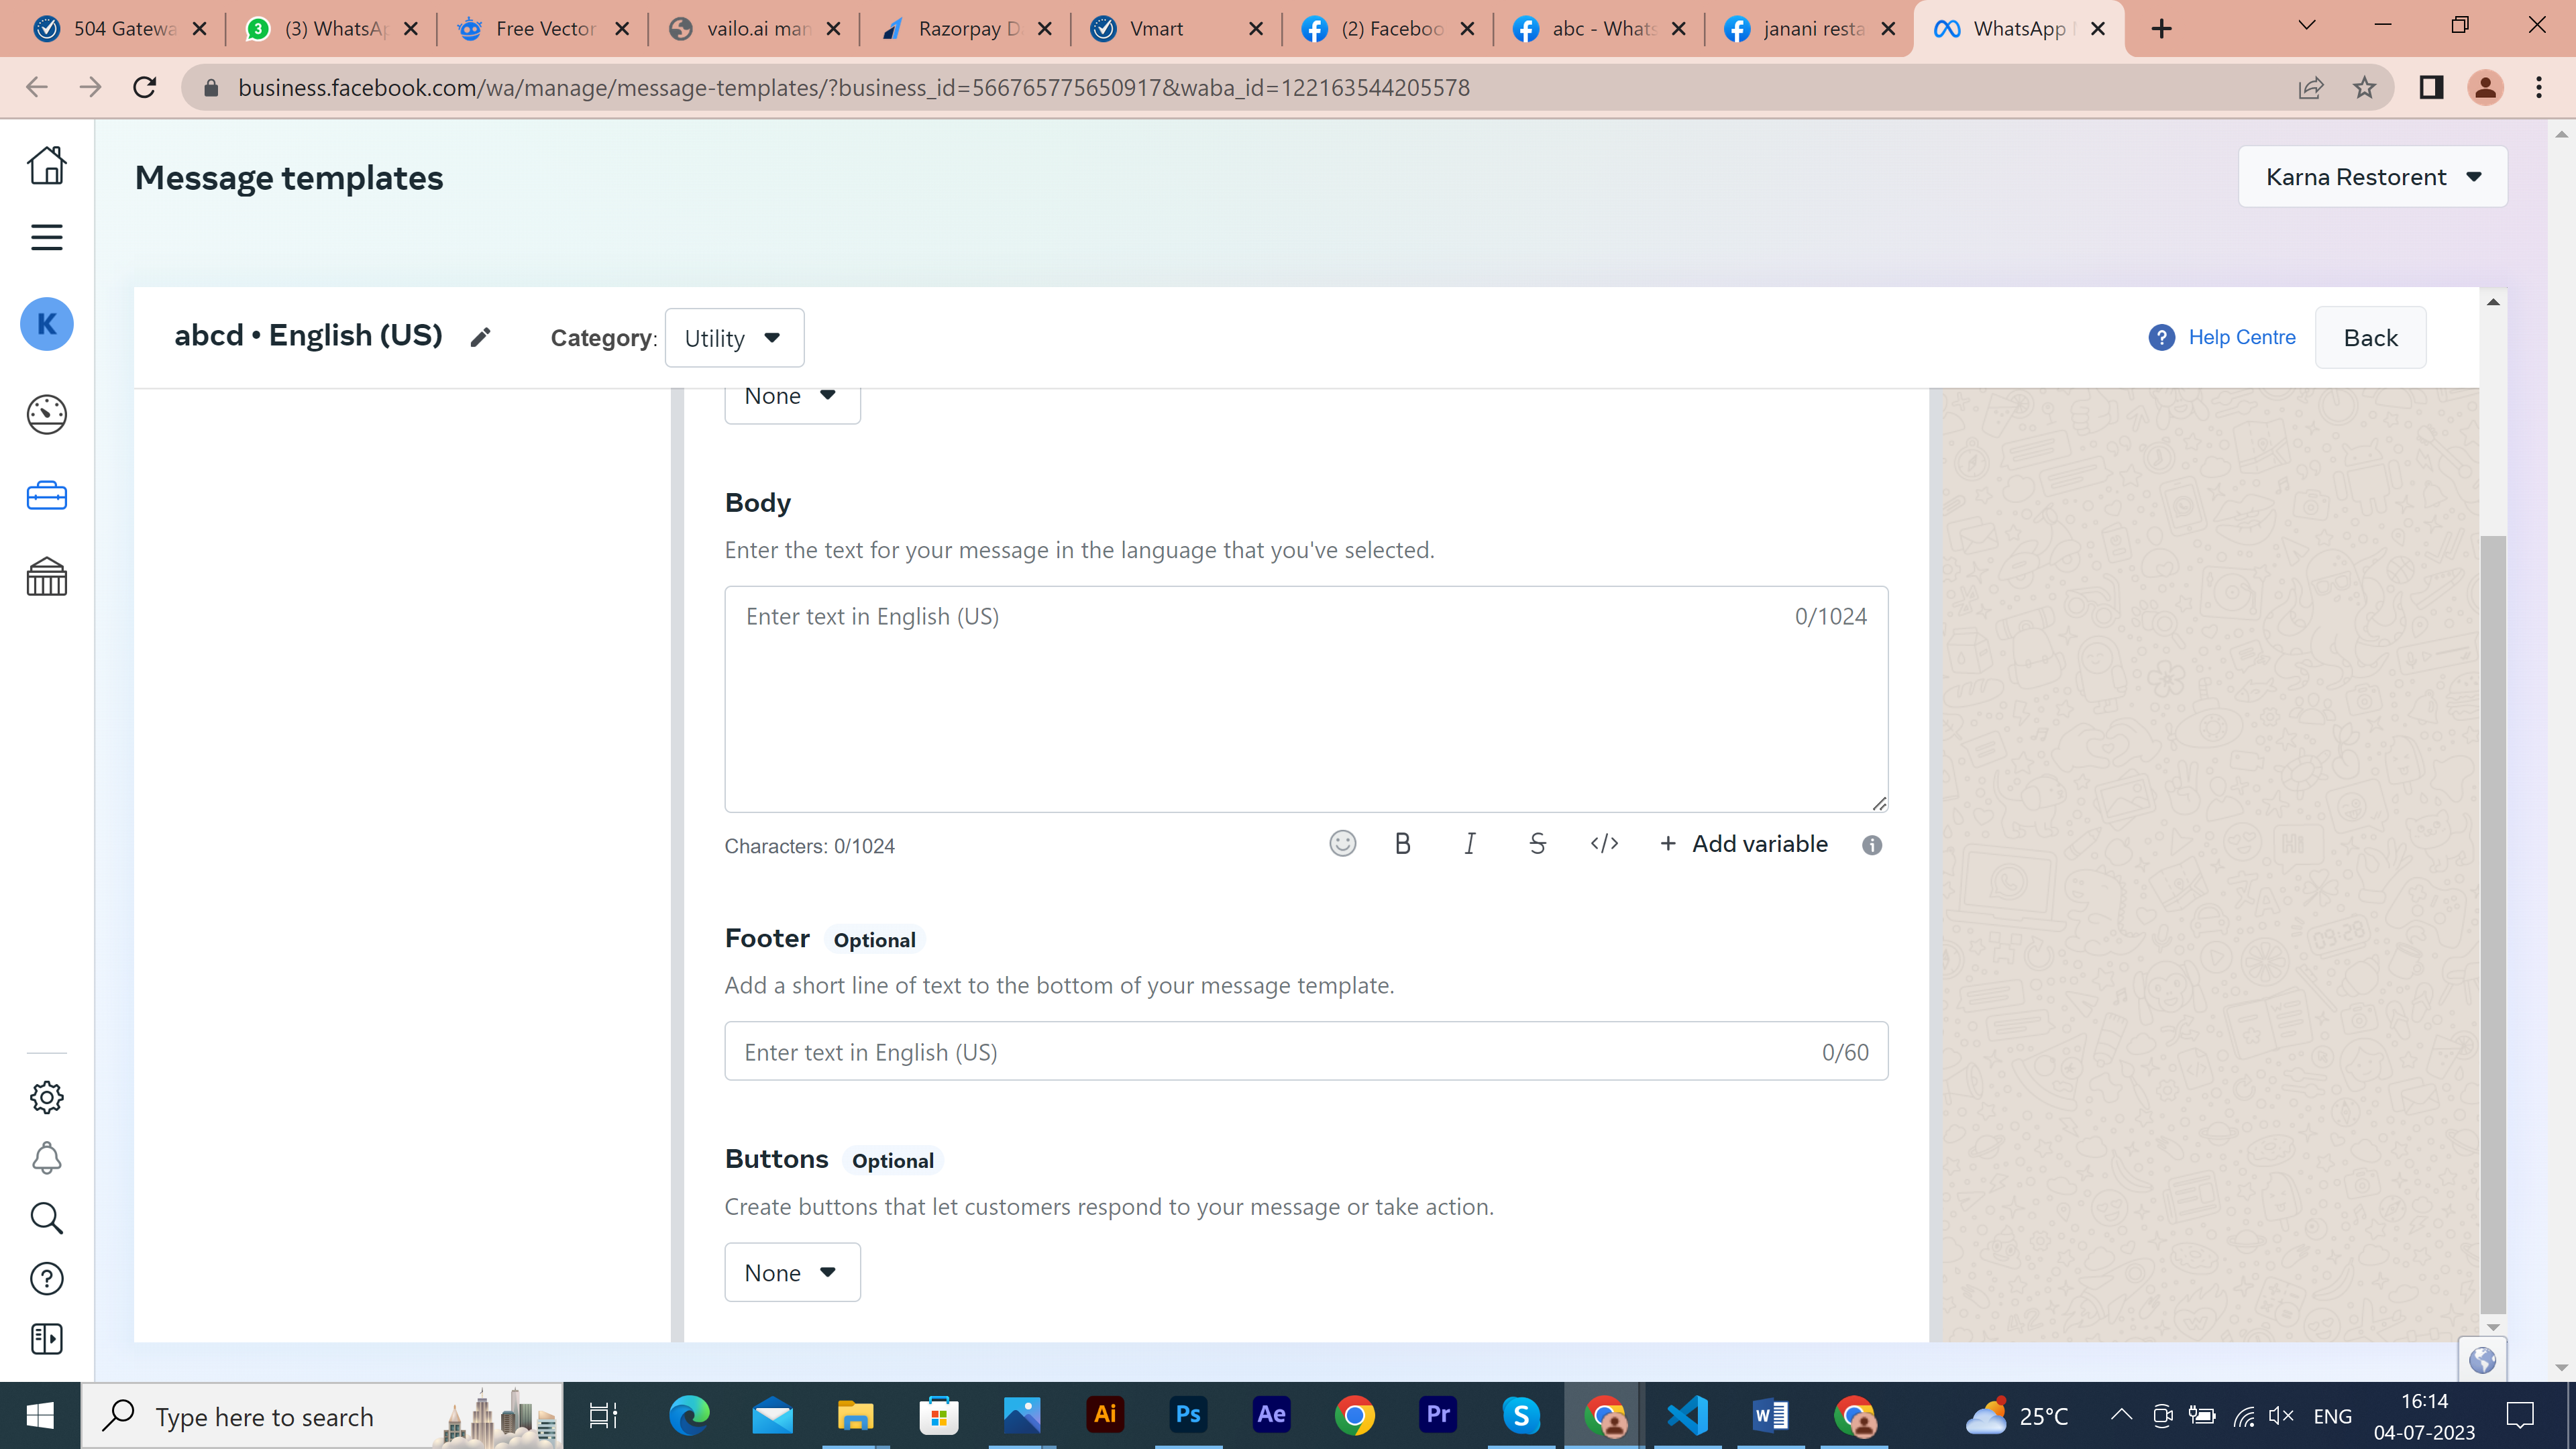 504 Gatewa
(3) WhatsAp
Free Vector
vailo.ai man
Razorpay D
Vmart
(2) Faceboo
abc - Whats
janani resta
WhatsApp
business.facebook.com/wa/manage/message-templates/?business_id=566765775650917&waba_id=122163544205578
Message templates
Karna Restorent
K
abcd • English (US)
Category: Utility
Help Centre
Back
None
Body
Enter the text for your message in the language that you've selected.
Enter text in English (US)
0/1024
Characters: 0/1024
B I S </> + Add variable
Footer Optional
Add a short line of text to the bottom of your message template.
Enter text in English (US)
0/60
Buttons Optional
Create buttons that let customers respond to your message or take action.
None
Type here to search
Ai
Ps
Ae
Pr
25°C
ENG
16:14
04-07-2023